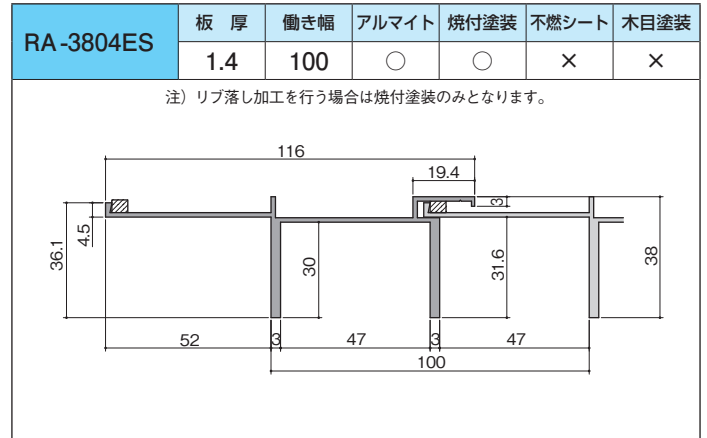 RA-3804ES
板 厚 働き幅 アルマイト 焼付塗装 不燃シート 木目塗装
1.4 100 ○ ○ × ×
注）リブ落し加工を行う場合は焼付塗装のみとなります。
116
19.4
3
36.1
4.5
30
31.6
38
52 3 47 3 47
100